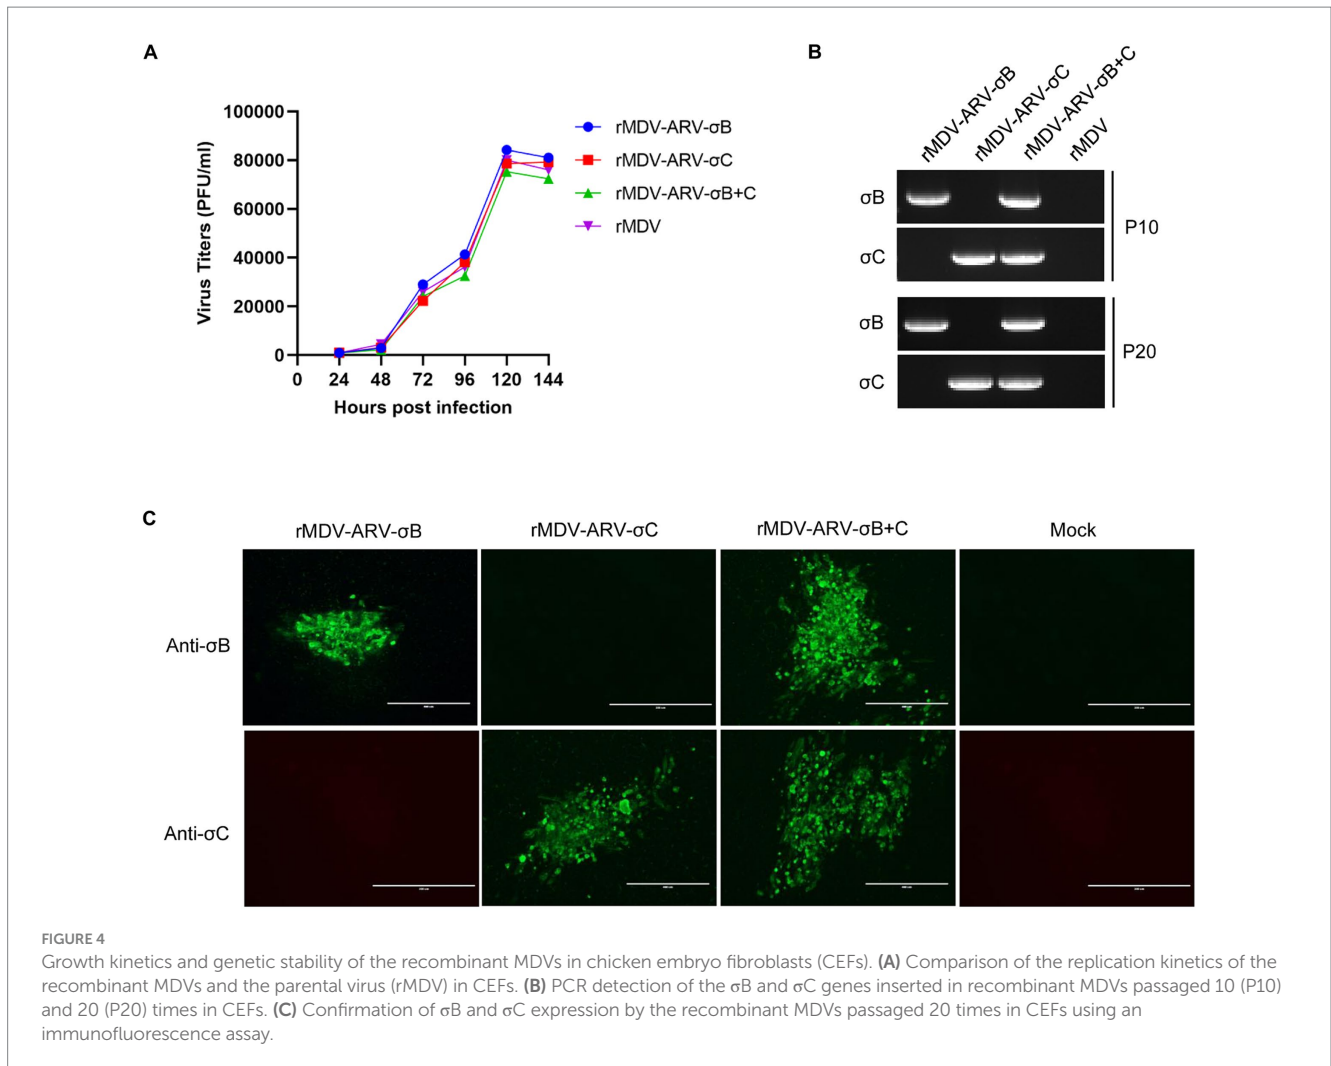 A
100000
80000
60000
40000
20000
0
Virus Titers (PFU/ml)
0 24 48 72 96 120 144
Hours post infection
rMDV-ARV-σB
rMDV-ARV-σC
rMDV-ARV-σB+C
rMDV
B
rMDV-ARV-σB
rMDV-ARV-σC
rMDV-ARV-σB+C
rMDV
σB
σC
P10
σB
σC
P20
C
rMDV-ARV-σB rMDV-ARV-σC rMDV-ARV-σB+C Mock
Anti-σB
Anti-σC
FIGURE 4
Growth kinetics and genetic stability of the recombinant MDVs in chicken embryo fibroblasts (CEFs). (A) Comparison of the replication kinetics of the
recombinant MDVs and the parental virus (rMDV) in CEFs. (B) PCR detection of the σB and σC genes inserted in recombinant MDVs passaged 10 (P10)
and 20 (P20) times in CEFs. (C) Confirmation of σB and σC expression by the recombinant MDVs passaged 20 times in CEFs using an
immunofluorescence assay.